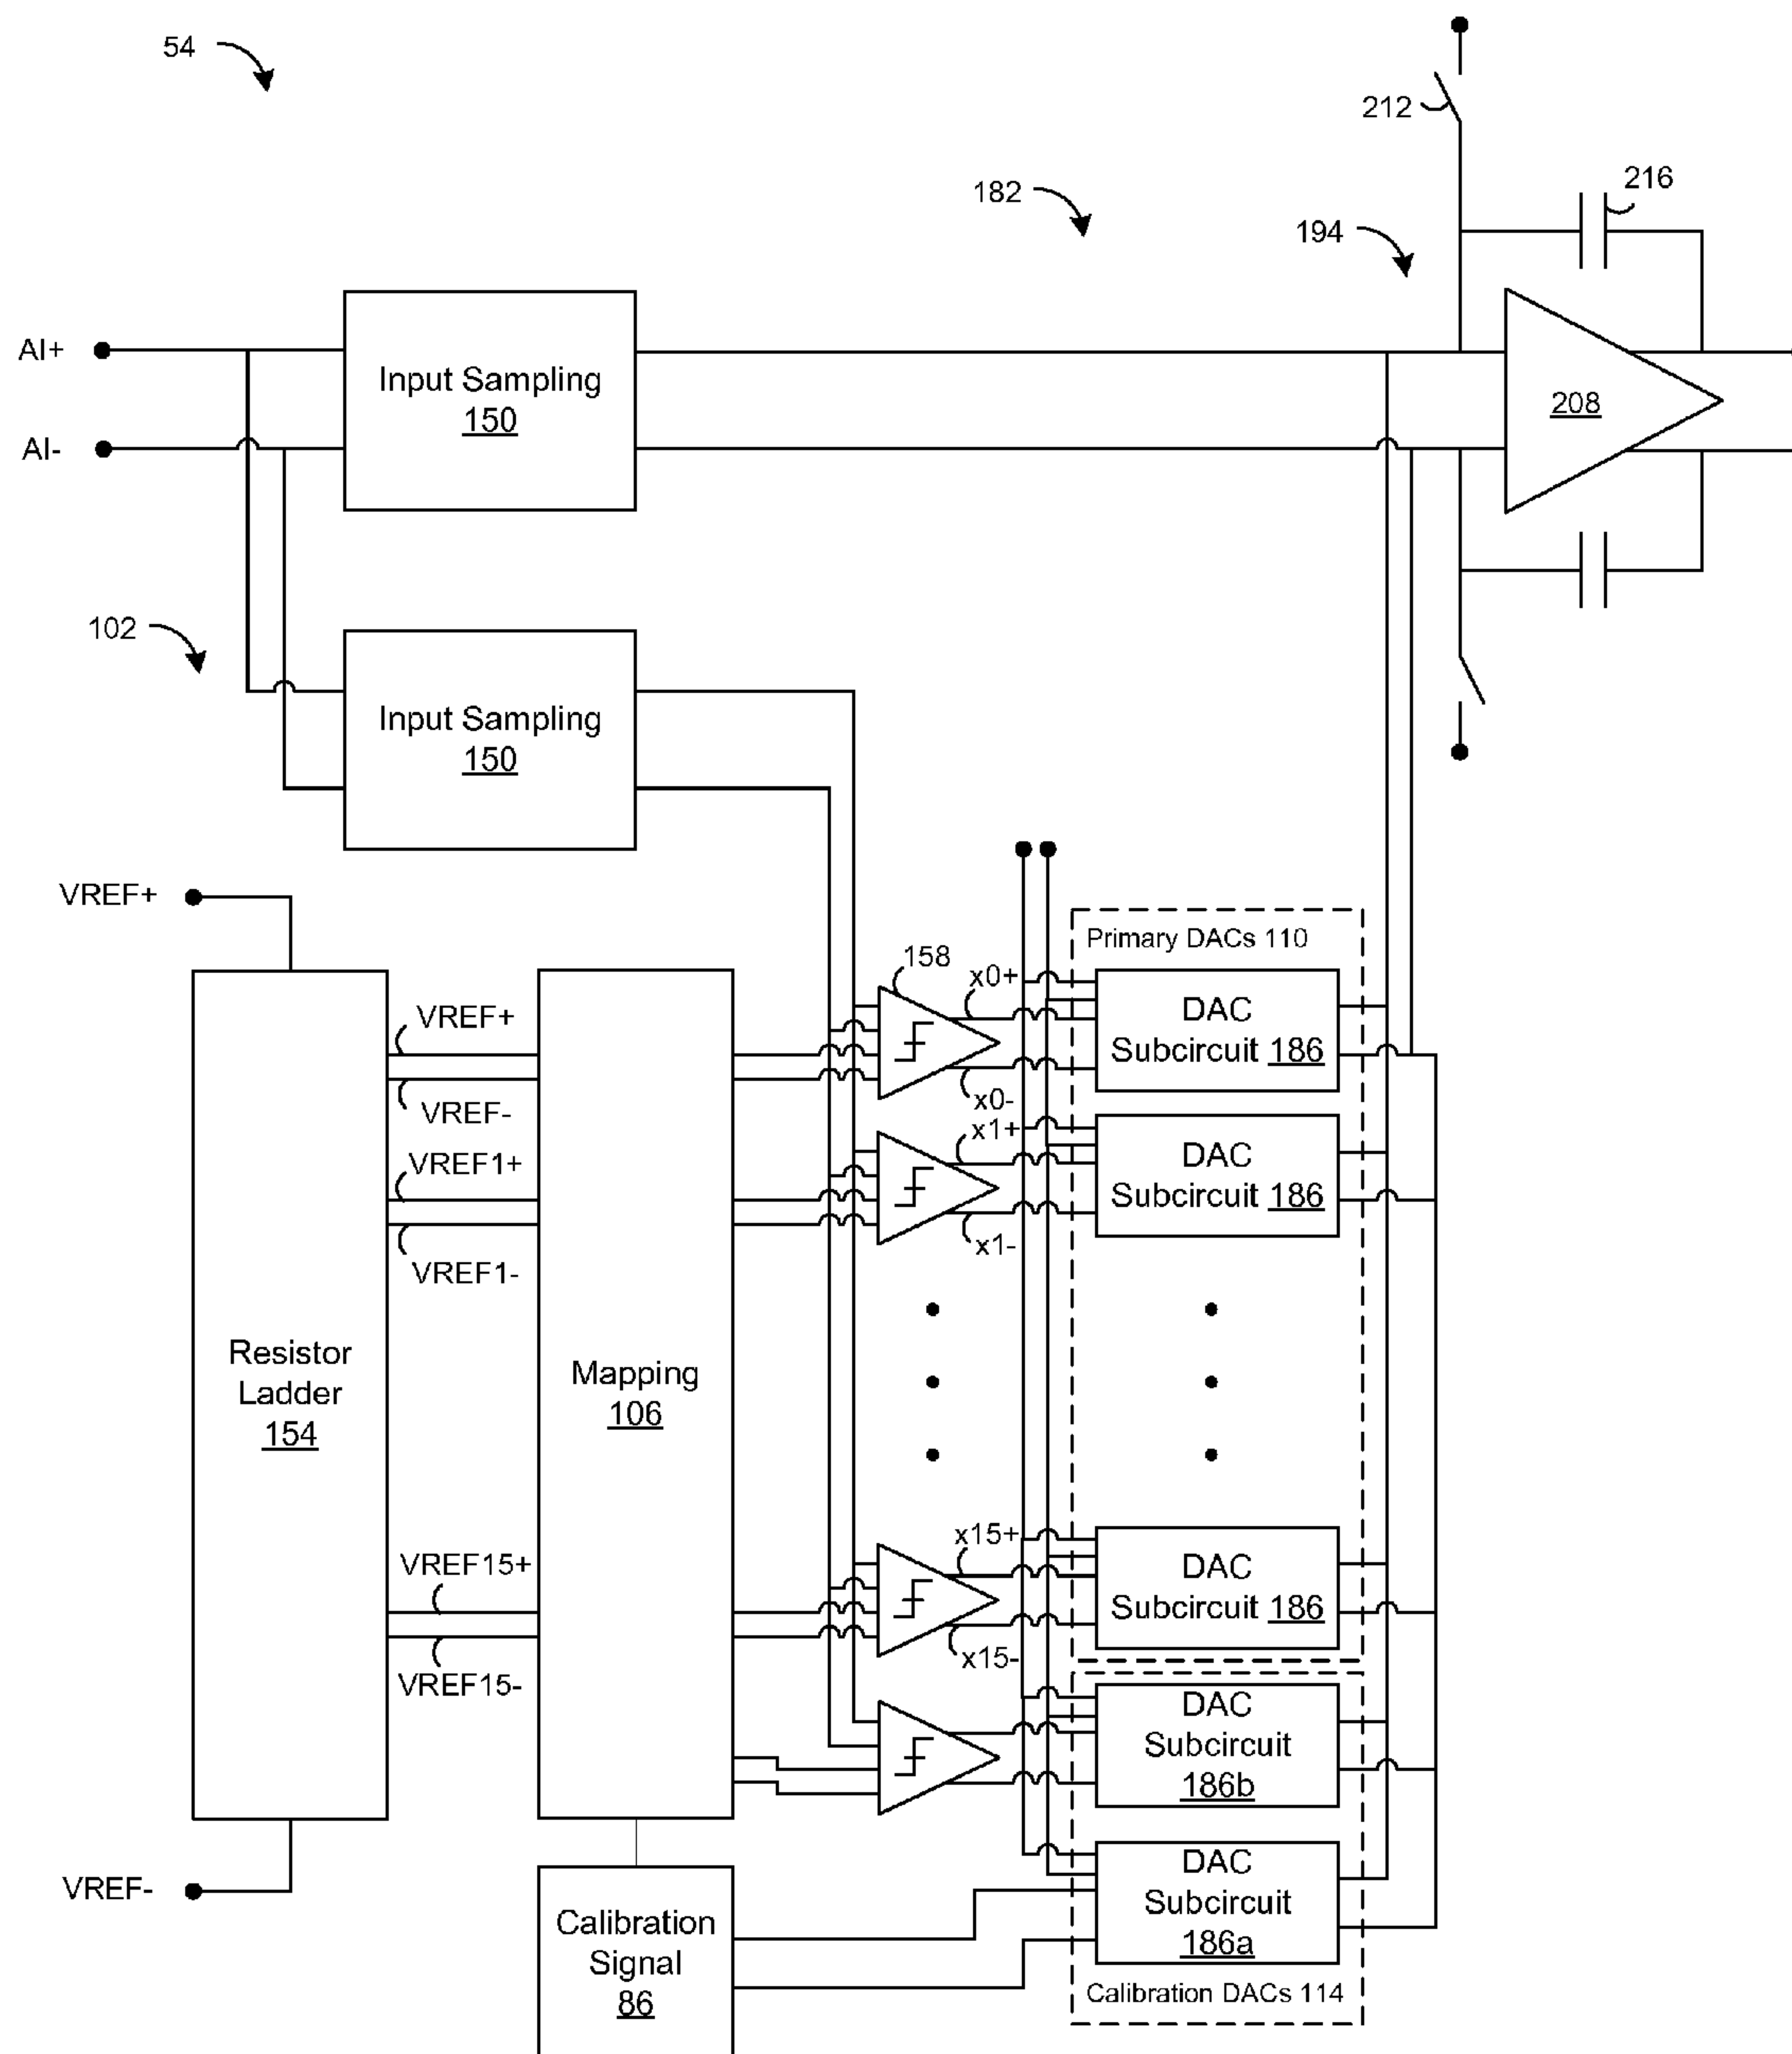 54
212
216
182
194
AI+
Input Sampling
150
208
AI-
102
Input Sampling
150
VREF+
Primary DACs 110
158
x0+
VREF+
DAC
Subcircuit 186
VREF-
x0-
x1+
VREF1+
DAC
Subcircuit 186
x1-
VREF1-
Resistor
Ladder
154
Mapping
106
x15+
VREF15+
DAC
Subcircuit 186
x15-
VREF15-
DAC
Subcircuit
186b
VREF-
DAC
Subcircuit
186a
Calibration
Signal
86
Calibration DACs 114